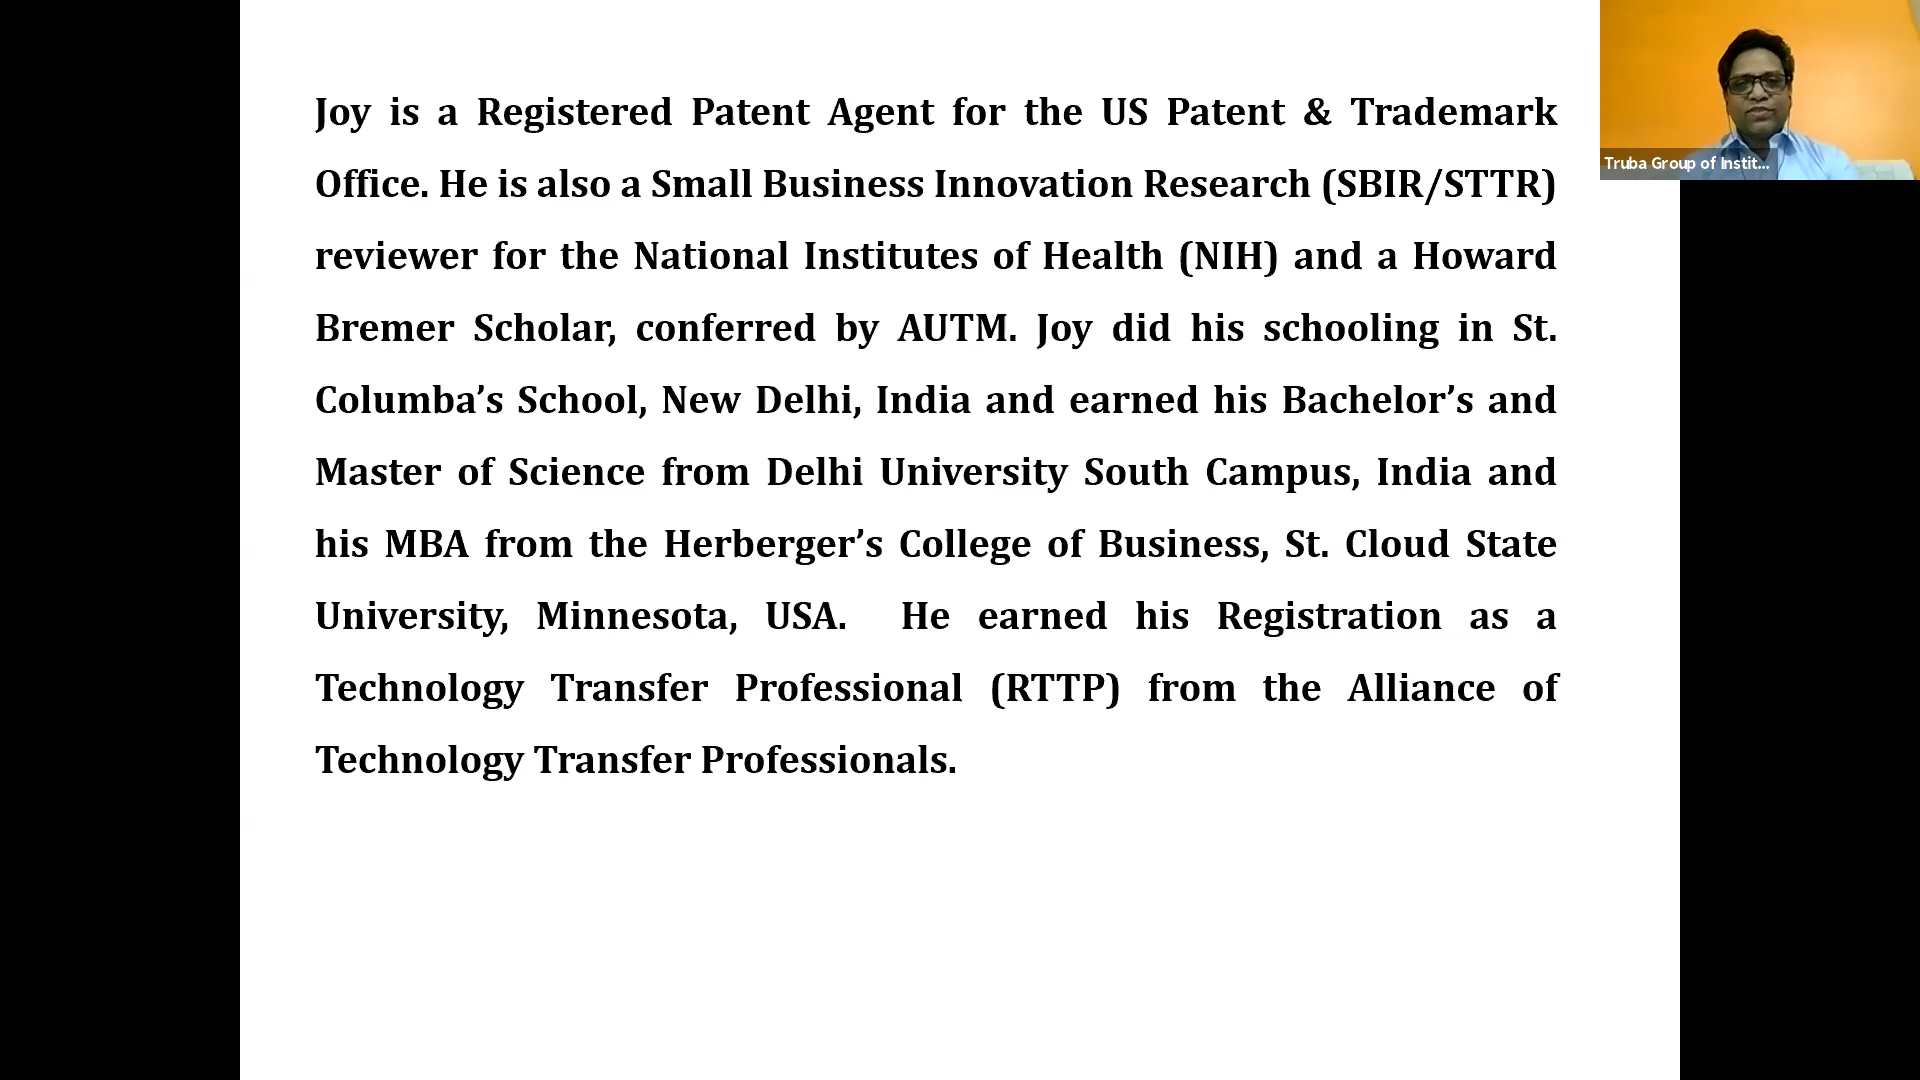 Joy is a Registered Patent Agent for the US Patent & Trademark
Office. He is also a Small Business Innovation Research (SBIR/STTR)
reviewer for the National Institutes of Health (NIH) and a Howard
Bremer Scholar, conferred by AUTM. Joy did his schooling in St.
Columba’s School, New Delhi, India and earned his Bachelor’s and
Master of Science from Delhi University South Campus, India and
his MBA from the Herberger’s College of Business, St. Cloud State
University, Minnesota, USA.  He earned his Registration as a
Technology Transfer Professional (RTTP) from the Alliance of
Technology Transfer Professionals.
Truba Group of Instit...